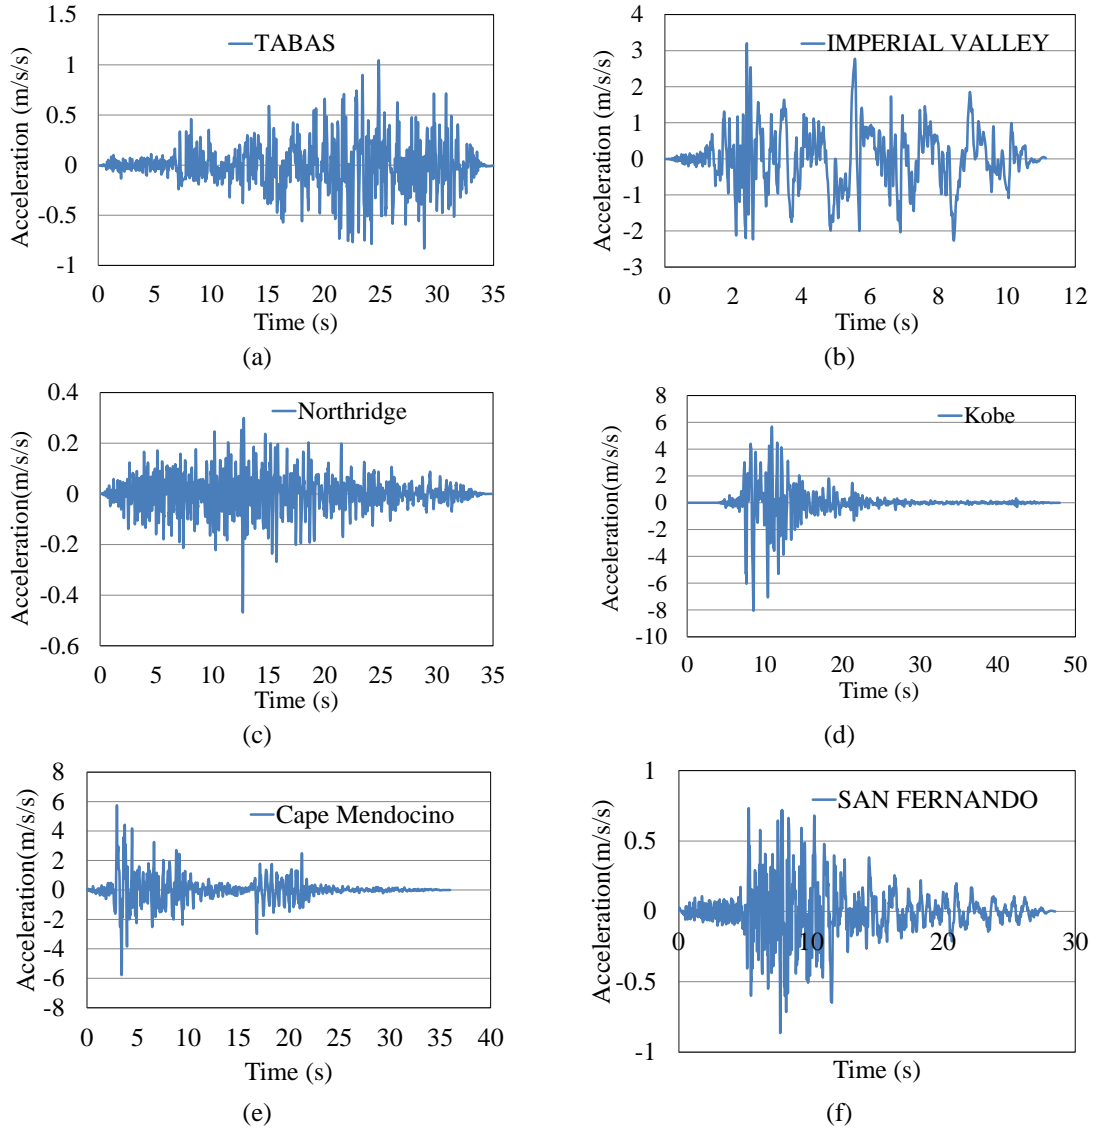 TABAS
Acceleration (m/s/s)
1.5
1
0.5
0
-0.5
-1
0 5 10 15 20 25 30 35
Time (s)
(a)
IMPERIAL VALLEY
Acceleration (m/s/s)
4
3
2
1
0
-1
-2
-3
0 2 4 6 8 10 12
Time (s)
(b)
Northridge
Acceleration(m/s/s)
0.4
0.2
0
-0.2
-0.4
-0.6
0 5 10 15 20 25 30 35
Time (s)
(c)
Kobe
Acceleration(m/s/s)
8
6
4
2
0
-2
-4
-6
-8
-10
0 10 20 30 40 50
Time (s)
(d)
Cape Mendocino
Acceleration(m/s/s)
8
6
4
2
0
-2
-4
-6
-8
0 5 10 15 20 25 30 35 40
Time (s)
(e)
SAN FERNANDO
Acceleration(m/s/s)
1
0.5
0
-0.5
-1
0 10 20 30
Time (s)
(f)